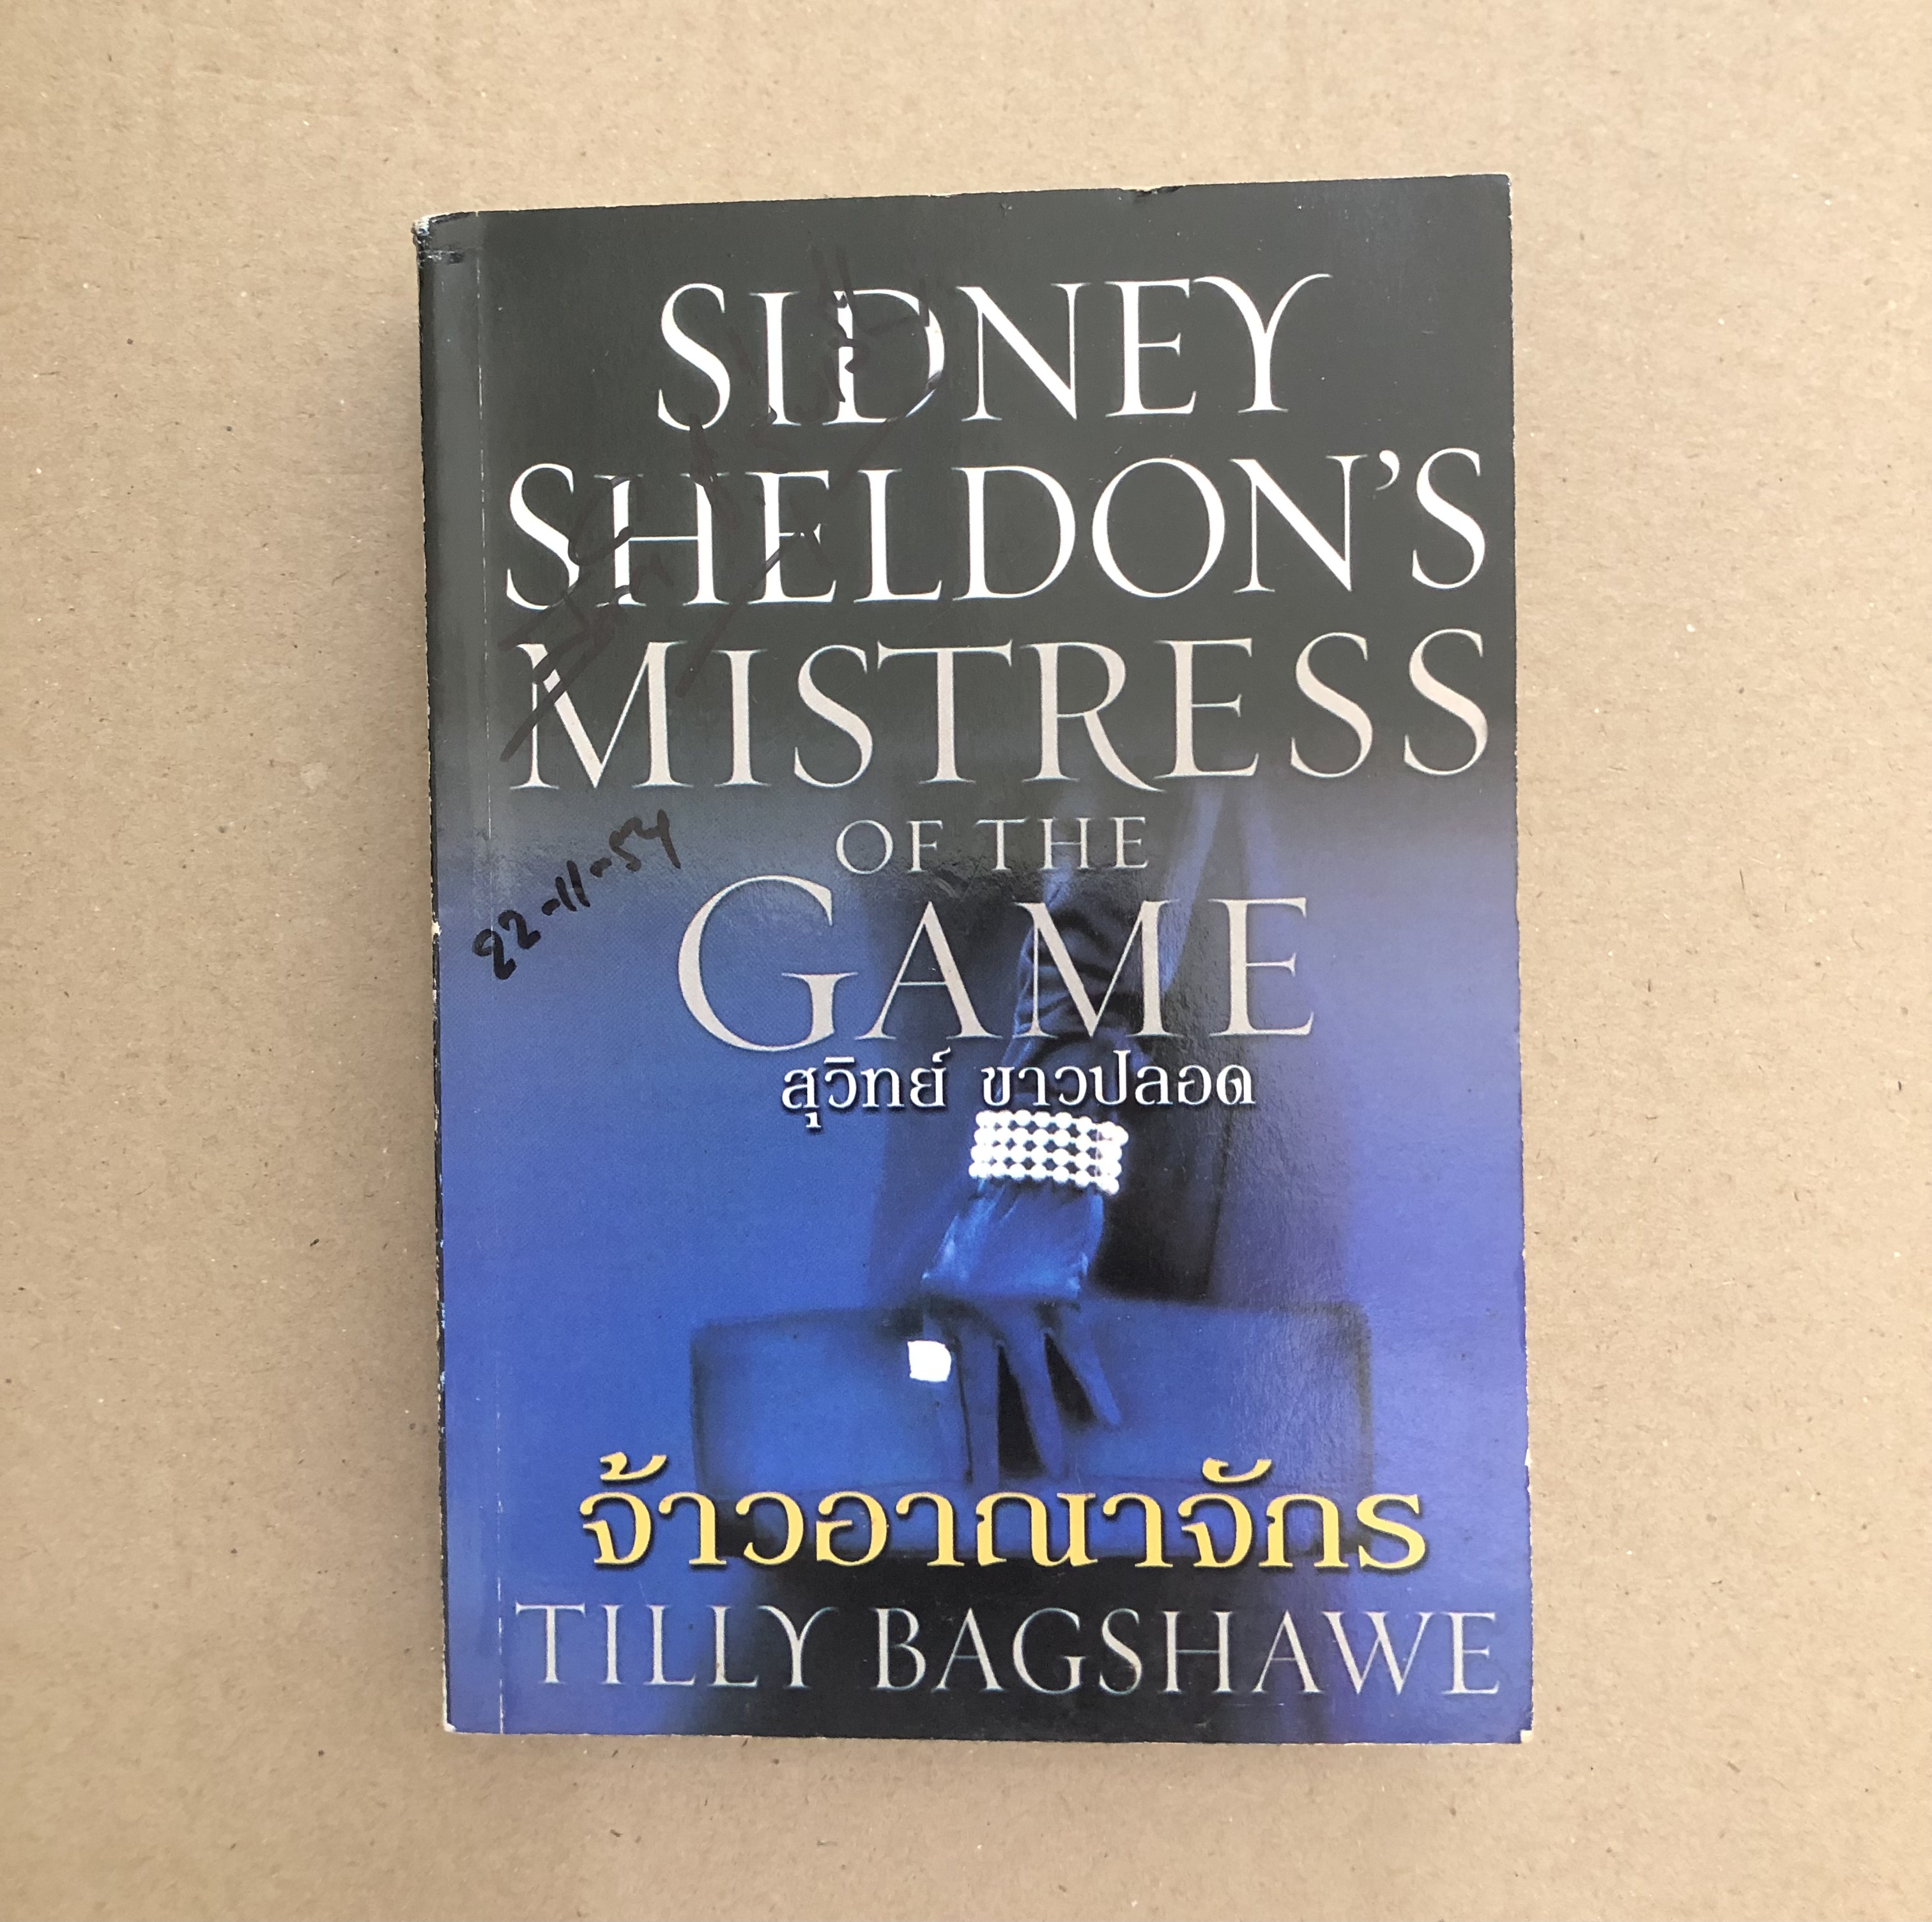 SIDNEY
SHELDON'S
MISTRESS
OF THE
22-11-54
GAME
สุวิทย์ ขาวปลอด
จ้าวอาณาจักร
TILLY BAGSHAWE